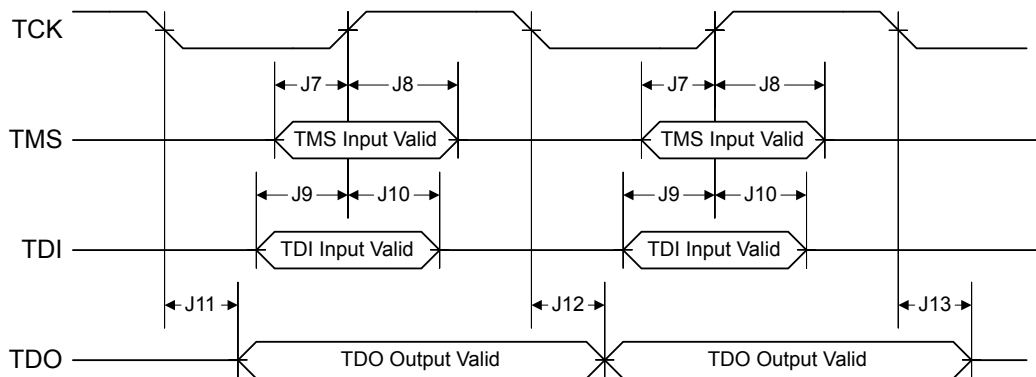 TCK
J7 J8 J7 J8
TMS TMS Input Valid TMS Input Valid
J9 J10 J9 J10
TDI TDI Input Valid TDI Input Valid
J11 J12 J13
TDO TDO Output Valid TDO Output Valid